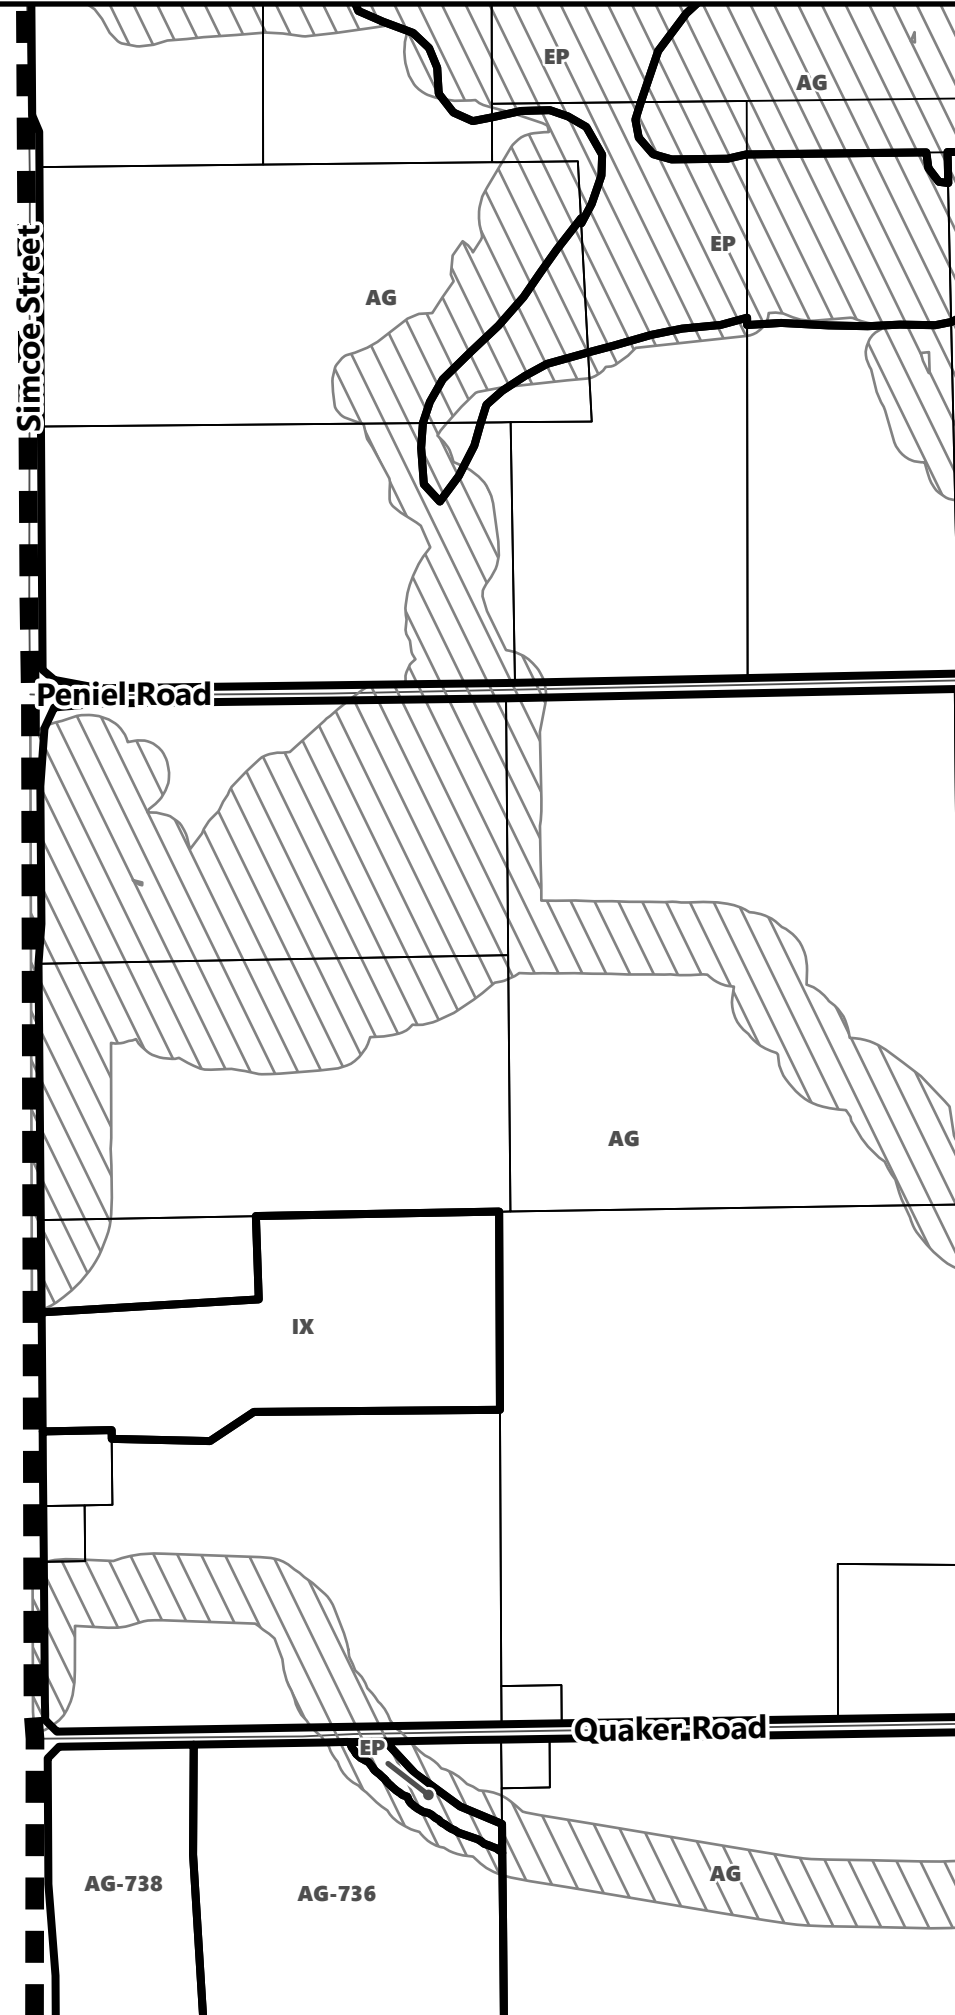 EP
AG
EP
AG
Simcoe Street
Peniel Road
AG
IX
Quaker Road
EP
AG
AG-738
AG-736